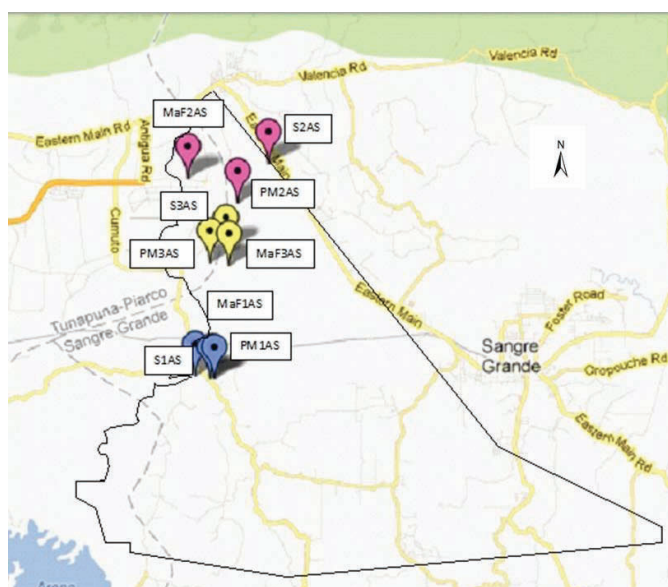 Valencia Rd
Valencia Rd
MaF2AS
S2AS
Eastern Main Rd
Antigua Rd
Eastern Main
N
PM2AS
S3AS
Cumuto
PM3AS
MaF3AS
MaF1AS
Tunapuna-Piarco
Sangre Grande
Eastern Main
Foster Road
S1AS
PM1AS
Sangre
Grande
Oropouche Rd
Eastern Main Rd